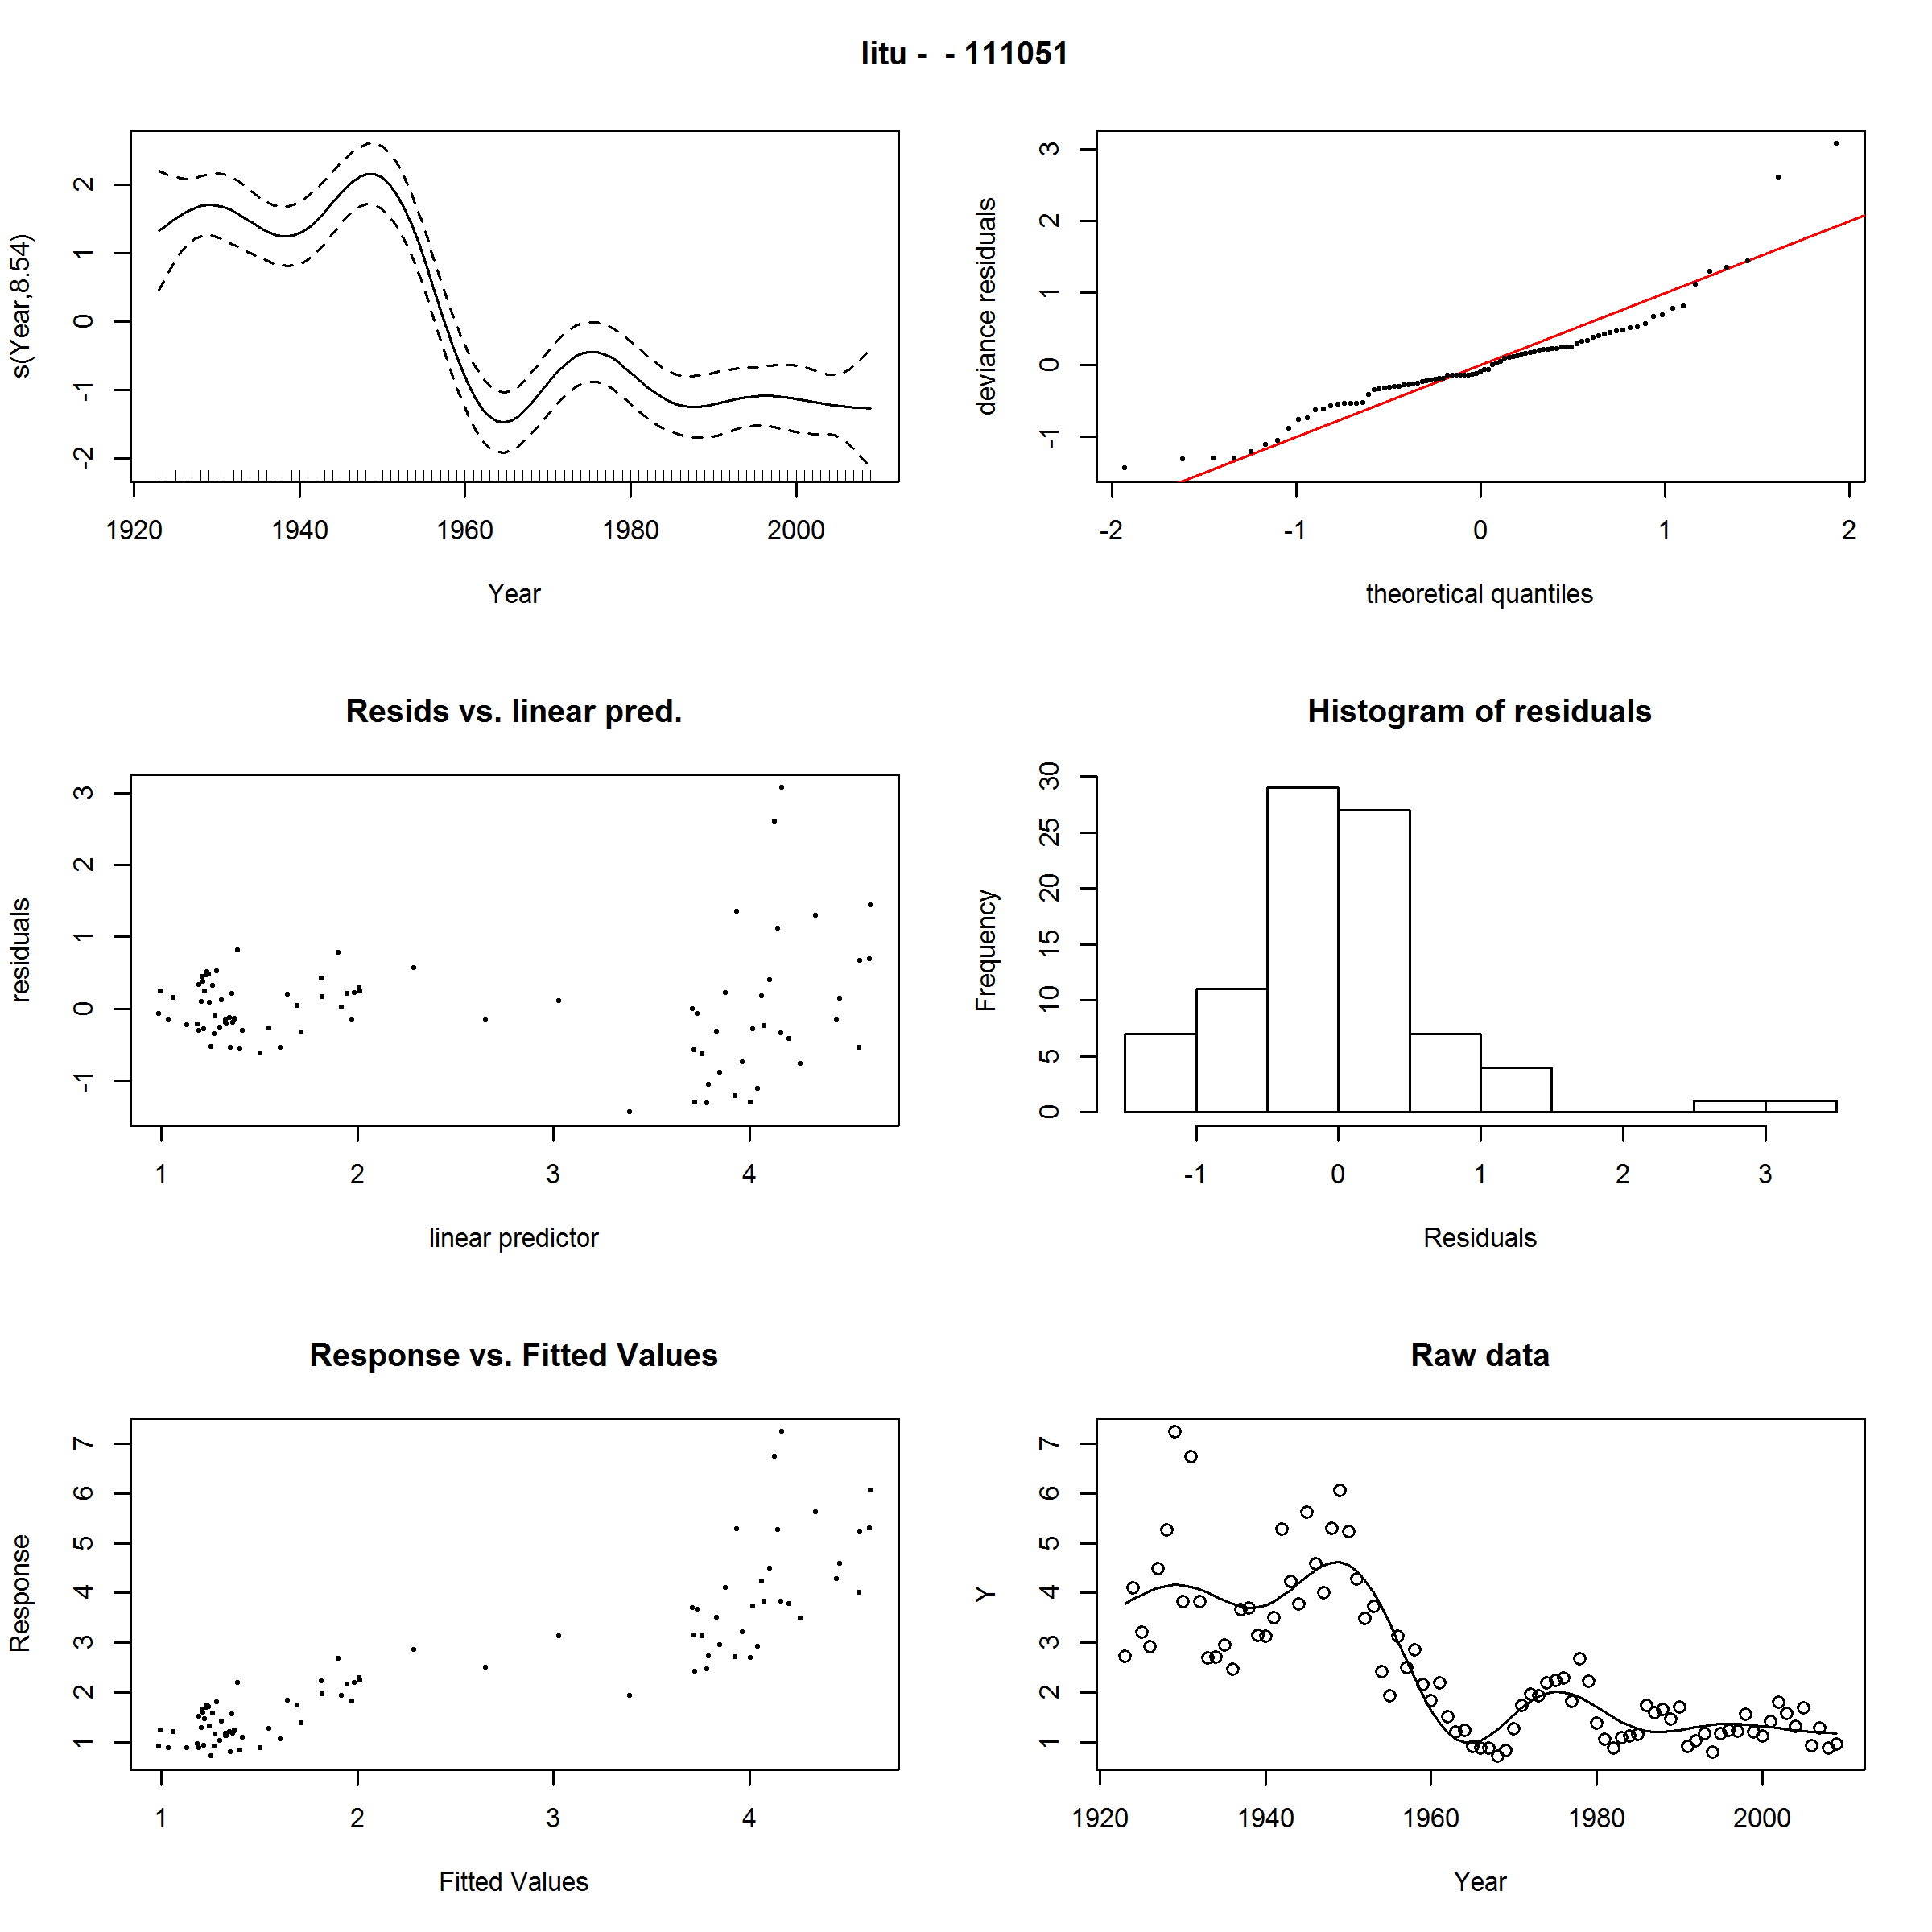 litu -  - 111051
s(Year,8.54)
2
1
0
-1
-2
1920 1940 1960 1980 2000
Year
deviance residuals
3
2
1
0
-1
-2 -1 0 1 2
theoretical quantiles
Resids vs. linear pred.
residuals
3
2
1
0
-1
1 2 3 4
linear predictor
Histogram of residuals
Frequency
30
25
20
15
10
5
0
-1 0 1 2 3
Residuals
Response vs. Fitted Values
Response
7
6
5
4
3
2
1
1 2 3 4
Fitted Values
Raw data
Y
7
6
5
4
3
2
1
1920 1940 1960 1980 2000
Year